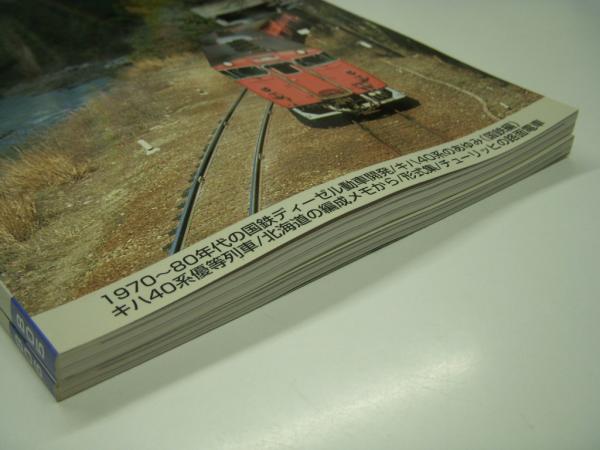 1970～80年代の国鉄ディーゼル動車開発/キハ40系のあゆみ(国鉄編)
キハ40系優等列車/北海道の編成メモから/形式集/チューリッヒの路面電車